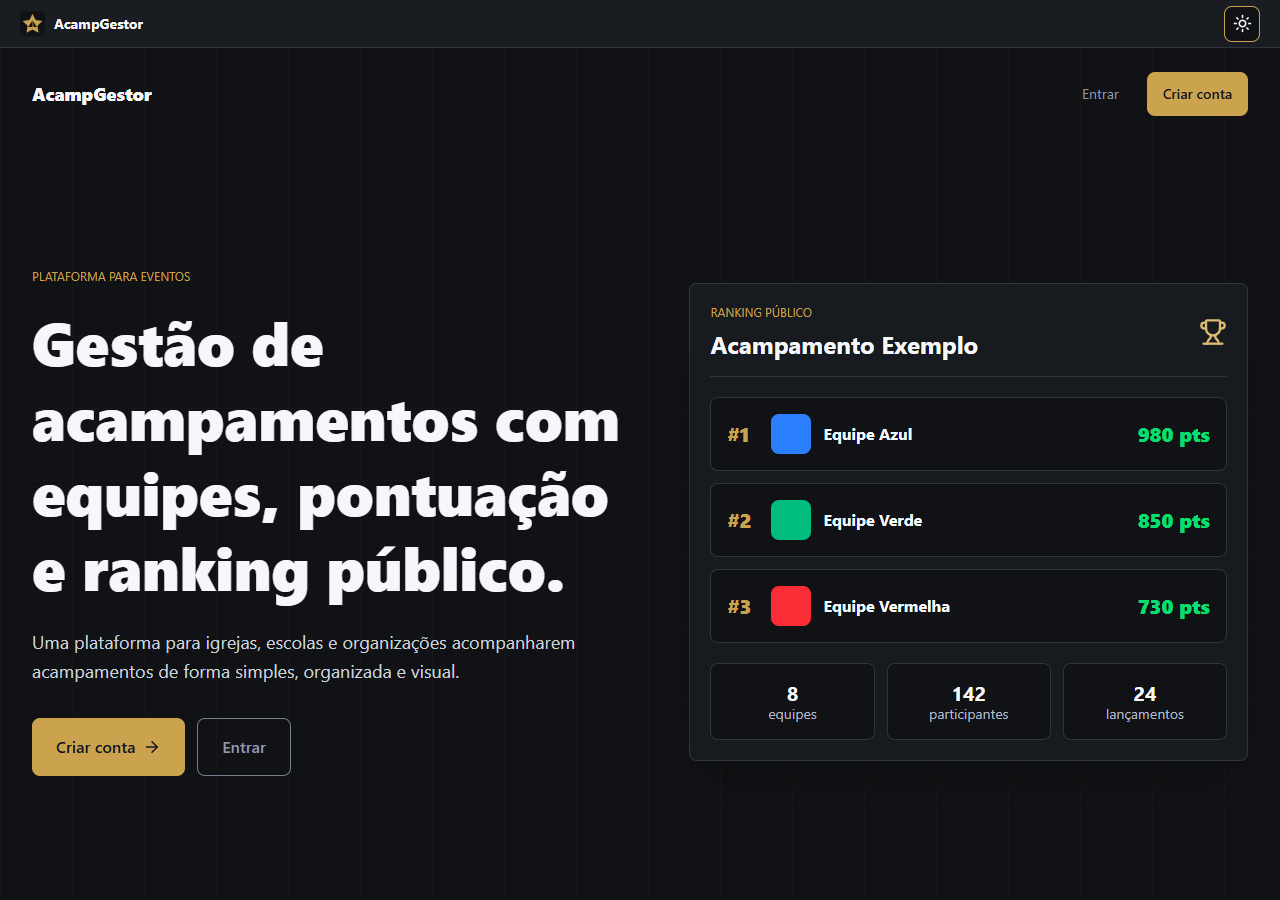 AcampGestor
AcampGestor
Entrar
Criar conta
PLATAFORMA PARA EVENTOS
Gestão de
acampamentos com
equipes, pontuação
e ranking público.
Uma plataforma para igrejas, escolas e organizações acompanharem
acampamentos de forma simples, organizada e visual.
Criar conta
Entrar
RANKING PÚBLICO
Acampamento Exemplo
#1 Equipe Azul 980 pts
#2 Equipe Verde 850 pts
#3 Equipe Vermelha 730 pts
8 142 24
equipes participantes lançamentos